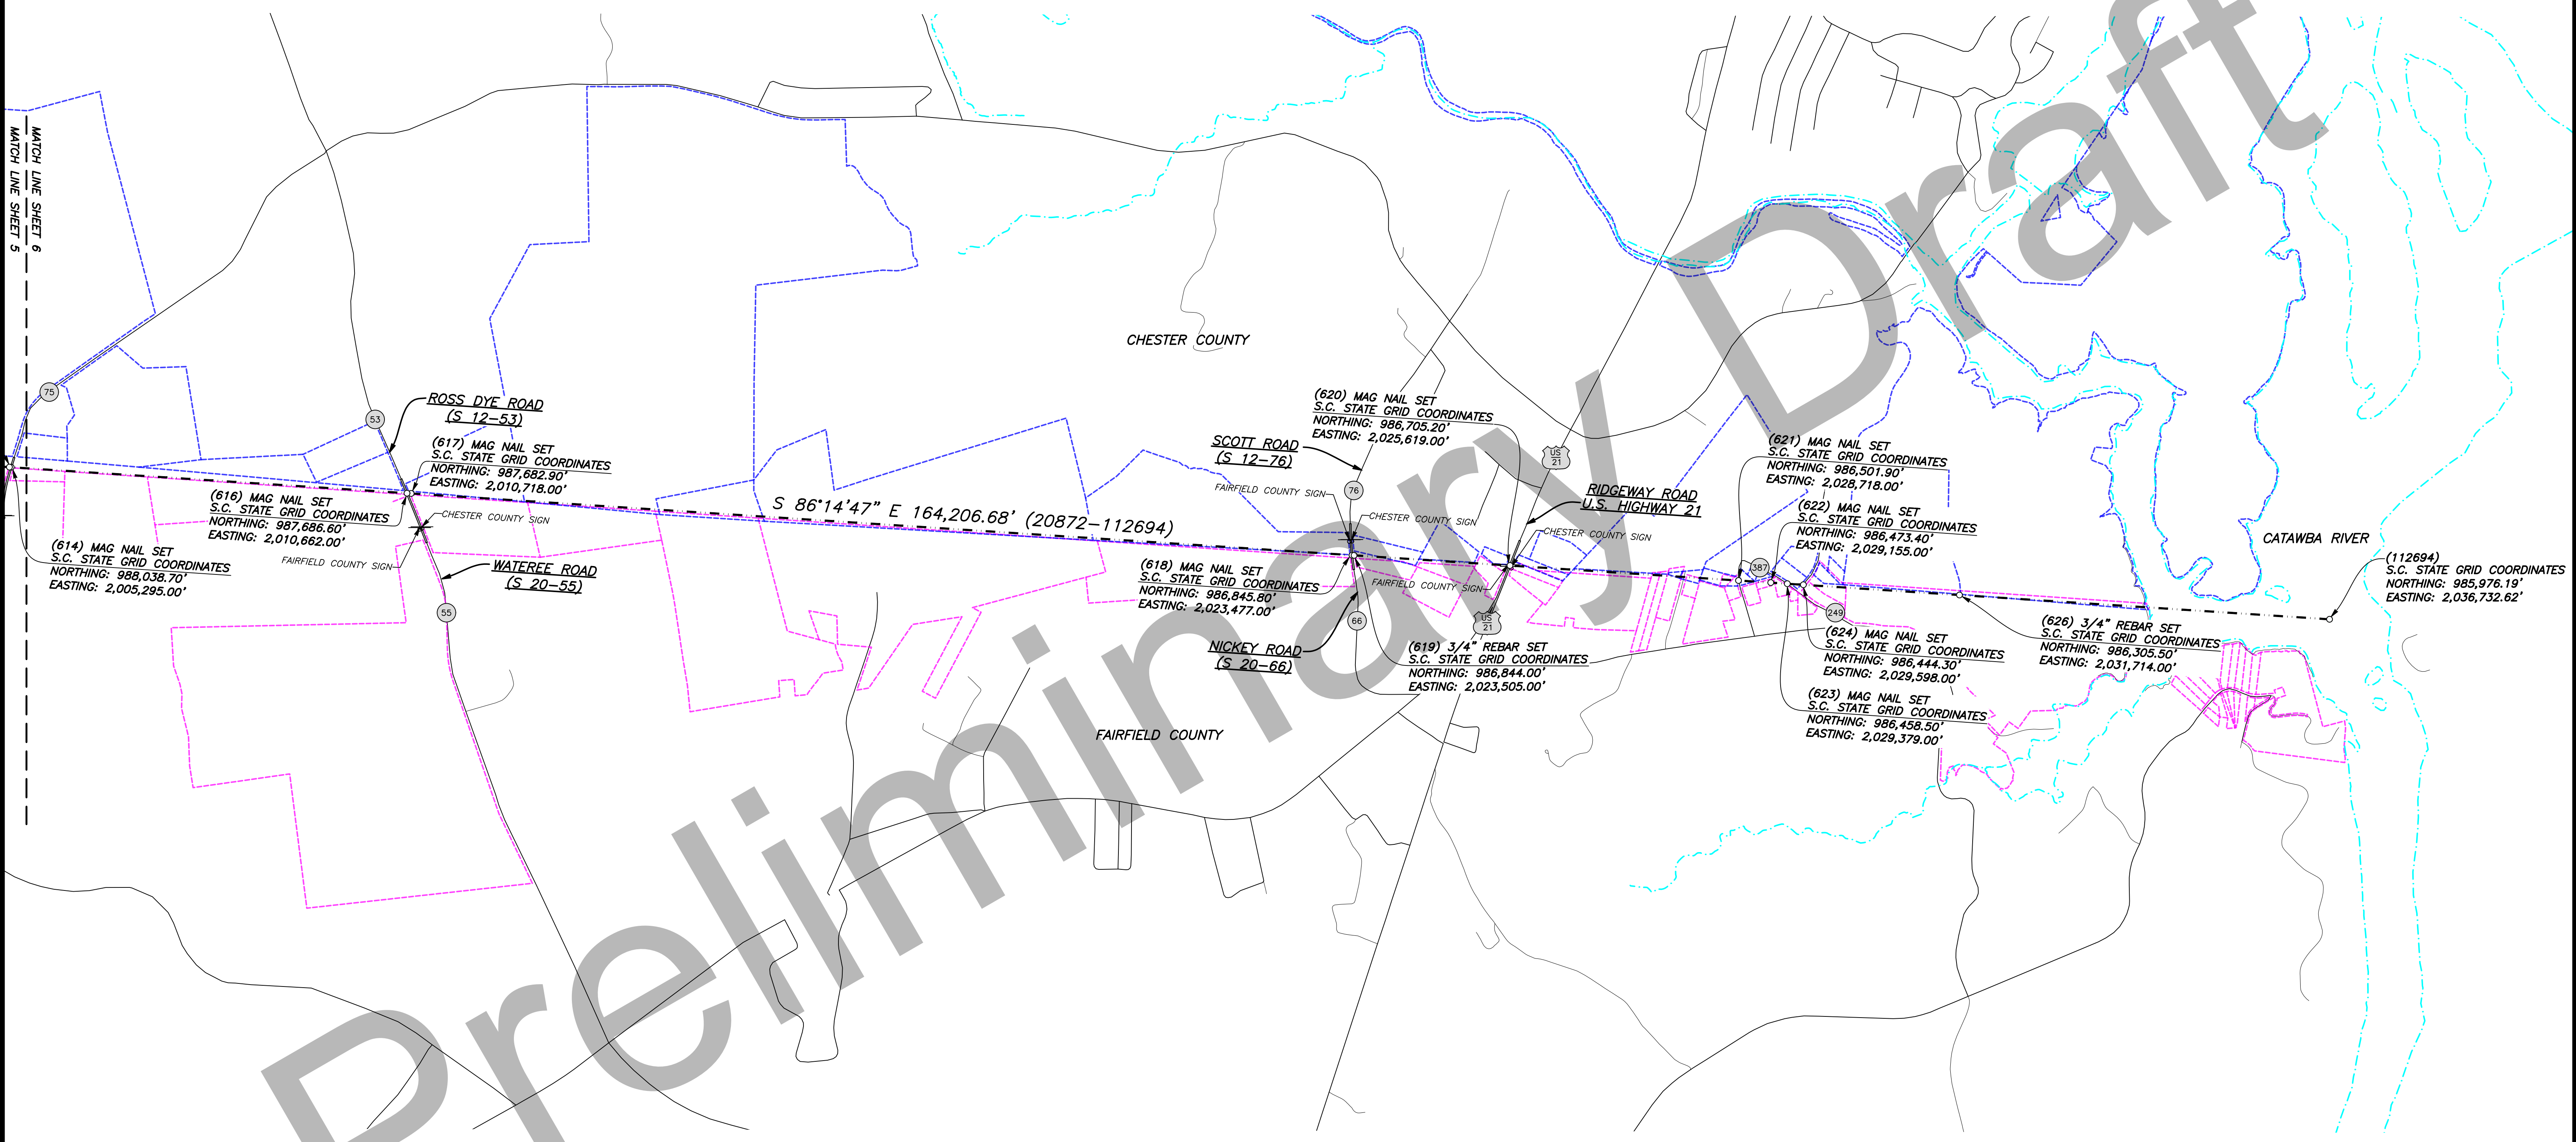 MATCH LINE SHEET 6
MATCH LINE SHEET 5
75
53
ROSS DYE ROAD
(S 12-53)
(617) MAG NAIL SET
S.C. STATE GRID COORDINATES
NORTHING: 987,682.90'
EASTING: 2,010,718.00'
(616) MAG NAIL SET
S.C. STATE GRID COORDINATES
NORTHING: 987,686.60'
EASTING: 2,010,662.00'
CHESTER COUNTY SIGN
FAIRFIELD COUNTY SIGN
(614) MAG NAIL SET
S.C. STATE GRID COORDINATES
NORTHING: 988,038.70'
EASTING: 2,005,295.00'
WATEREE ROAD
(S 20-55)
55
S 86°14'47" E 164,206.68' (20872-112694)
CHESTER COUNTY
FAIRFIELD COUNTY
(620) MAG NAIL SET
S.C. STATE GRID COORDINATES
NORTHING: 986,705.20'
EASTING: 2,025,619.00'
SCOTT ROAD
(S 12-76)
76
FAIRFIELD COUNTY SIGN
CHESTER COUNTY SIGN
US
21
RIDGEWAY ROAD
U.S. HIGHWAY 21
CHESTER COUNTY SIGN
(618) MAG NAIL SET
S.C. STATE GRID COORDINATES
NORTHING: 986,845.80'
EASTING: 2,023,477.00'
FAIRFIELD COUNTY SIGN
66
US
21
NICKEY ROAD
(S 20-66)
(619) 3/4" REBAR SET
S.C. STATE GRID COORDINATES
NORTHING: 986,844.00'
EASTING: 2,023,505.00'
(621) MAG NAIL SET
S.C. STATE GRID COORDINATES
NORTHING: 986,501.90'
EASTING: 2,028,718.00'
(622) MAG NAIL SET
S.C. STATE GRID COORDINATES
NORTHING: 986,473.40'
EASTING: 2,029,155.00'
387
249
(624) MAG NAIL SET
S.C. STATE GRID COORDINATES
NORTHING: 986,444.30'
EASTING: 2,029,598.00'
(623) MAG NAIL SET
S.C. STATE GRID COORDINATES
NORTHING: 986,458.50'
EASTING: 2,029,379.00'
(626) 3/4" REBAR SET
S.C. STATE GRID COORDINATES
NORTHING: 986,305.50'
EASTING: 2,031,714.00'
CATAWBA RIVER
(112694)
S.C. STATE GRID COORDINATES
NORTHING: 985,976.19'
EASTING: 2,036,732.62'
Preliminary Draft